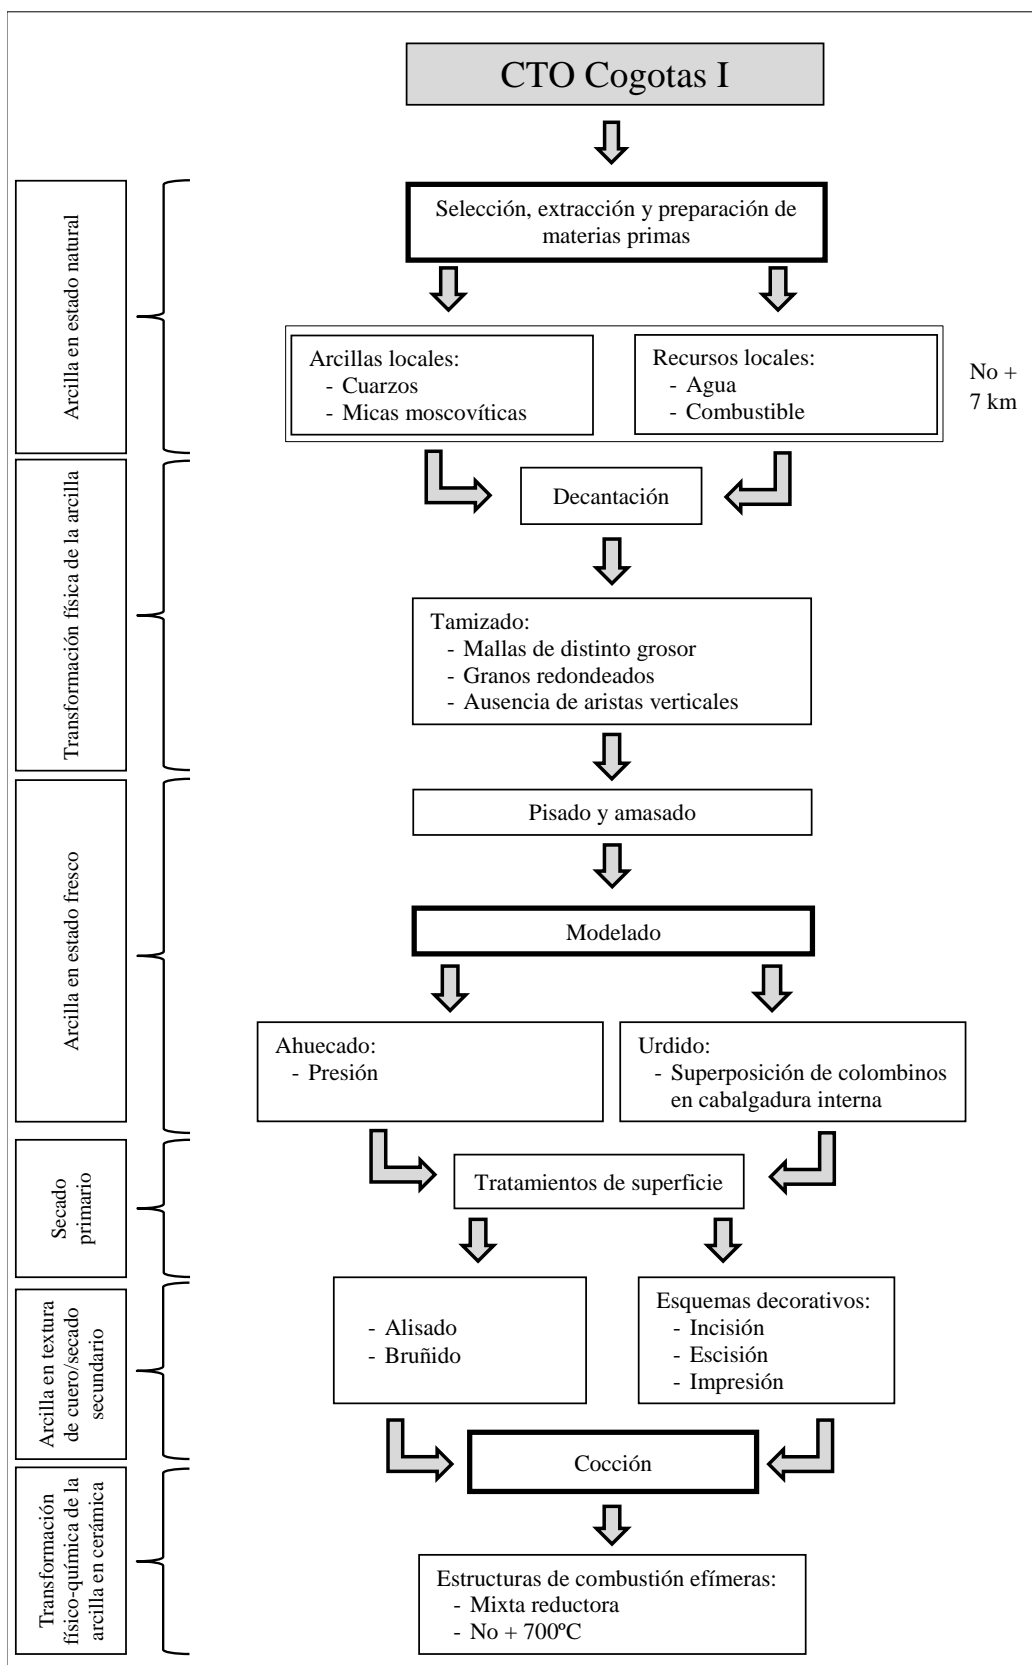 CTO Cogotas I
Arcilla en estado natural
Selección, extracción y preparación de
materias primas
Arcillas locales:
- Cuarzos
- Micas moscovíticas
Recursos locales:
- Agua
- Combustible
No +
7 km
Transformación física de la arcilla
Decantación
Tamizado:
- Mallas de distinto grosor
- Granos redondeados
- Ausencia de aristas verticales
Arcilla en estado fresco
Pisado y amasado
Modelado
Ahuecado:
- Presión
Urdido:
- Superposición de colombinos
en cabalgadura interna
Secado
primario
Tratamientos de superficie
Arcilla en textura
de cuero/secado
secundario
- Alisado
- Bruñido
Esquemas decorativos:
- Incisión
- Escisión
- Impresión
Transformación
físico-química de la
arcilla en cerámica
Cocción
Estructuras de combustión efímeras:
- Mixta reductora
- No + 700ºC